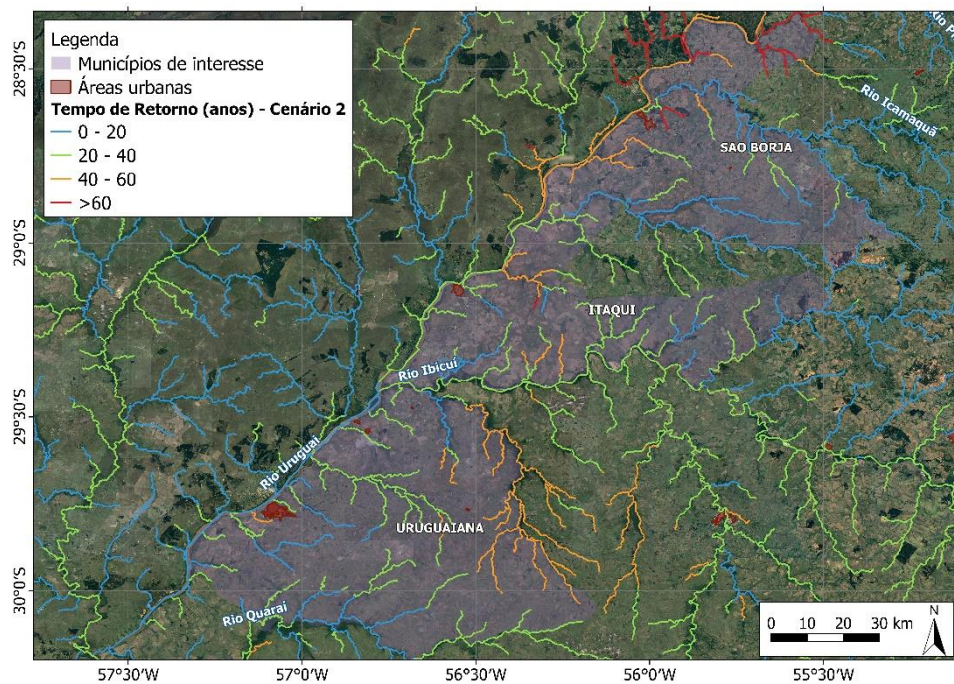 Legenda
Municípios de interesse
Áreas urbanas
Tempo de Retorno (anos) - Cenário 2
0 - 20
20 - 40
40 - 60
>60
28°30'S
29°0'S
29°30'S
30°0'S
Rio Icamaquã
SAO BORJA
ITAQUI
Rio Ibicuí
Rio Uruguai
URUGUAIANA
Rio Quaraí
N
0 10 20 30 km
57°30'W 57°0'W 56°30'W 56°0'W 55°30'W